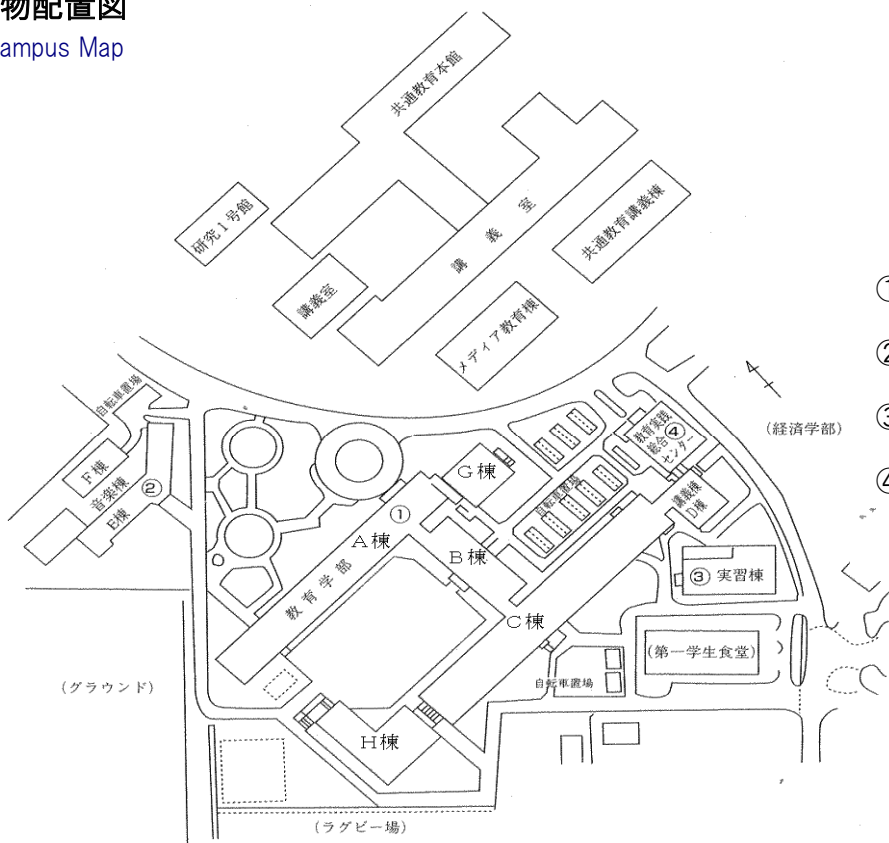 物配置図
ampus Map
共通教育本館
研究1号館
講義室
講義室
共通教育講義棟
メディア教育棟
①
②
③
④
自転車置場
F棟
音楽棟
②
E棟
G棟
①
A棟
教育学部
B棟
自転車置場
教育実践
総合④
センター
(経済学部)
講義棟
D棟
③ 実習棟
C棟
(第一学生食堂)
自転車置場
(グラウンド)
H棟
(ラグビー場)
4